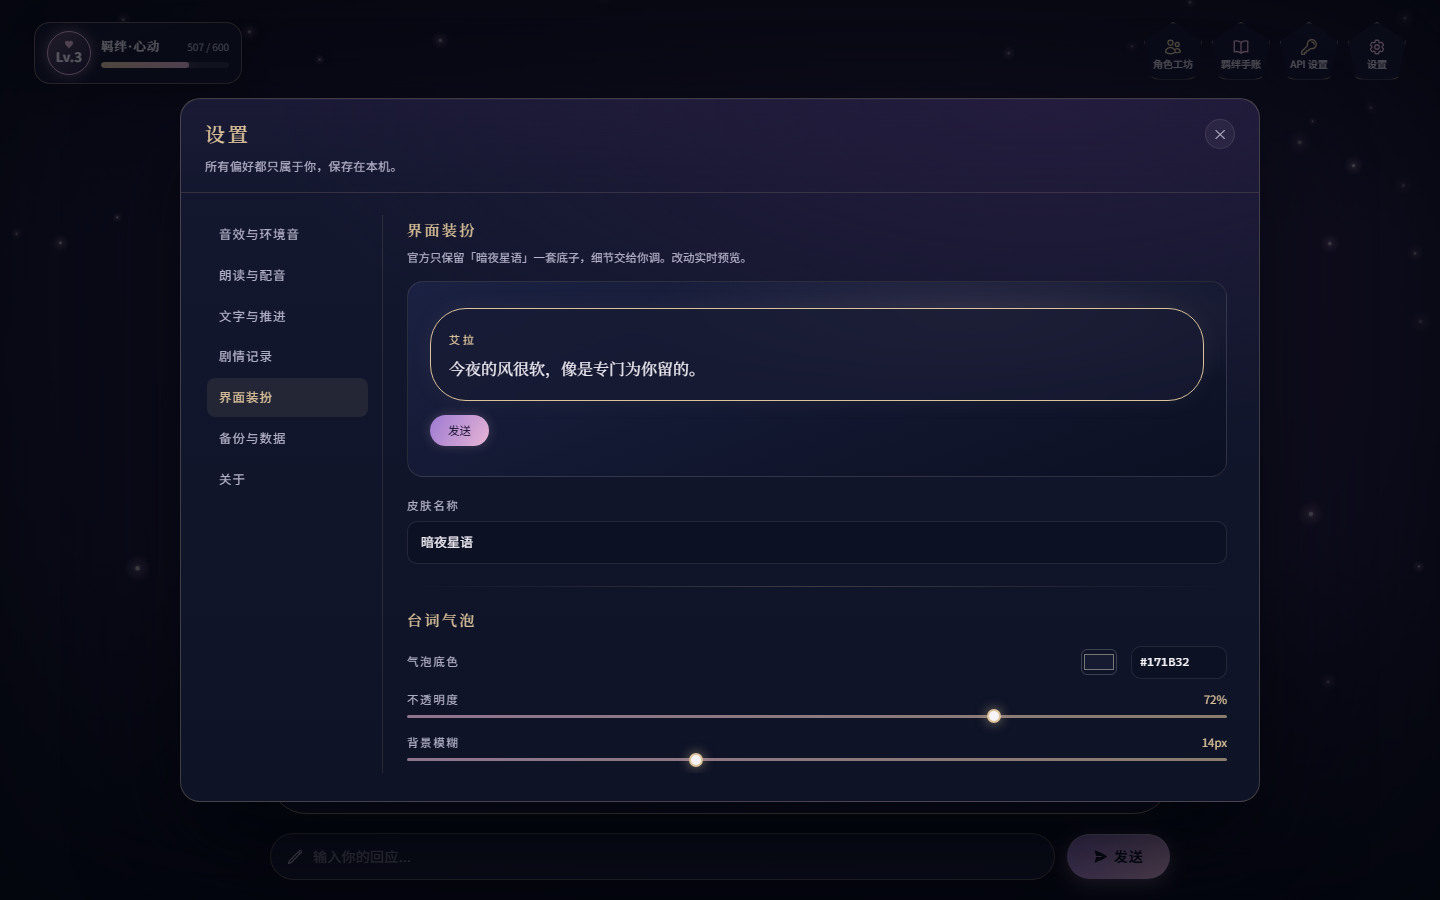 Lv.3
羁绊·心动
507 / 600
角色工坊
羁绊手账
API 设置
设置
设置
所有偏好都只属于你，保存在本机。
音效与环境音
朗读与配音
文字与推进
剧情记录
界面装扮
备份与数据
关于
界面装扮
官方只保留「暗夜星语」一套底子，细节交给你调。改动实时预览。
艾拉
今夜的风很软，像是专门为你留的。
发送
皮肤名称
暗夜星语
台词气泡
气泡底色
#171B32
不透明度
72%
背景模糊
14px
输入你的回应...
发送